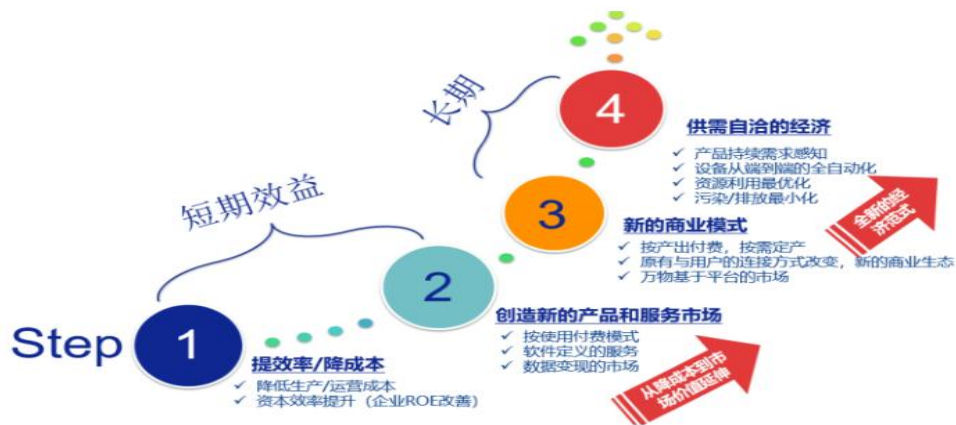 4
长期
供需自洽的经济
✓ 产品持续需求感知
✓ 设备从端到端的全自动化
✓ 资源利用最优化
✓ 污染/排放最小化
全新的经
济范式
3
短期效益
新的商业模式
✓ 按产出付费，按需定产
✓ 原有与用户的连接方式改变，新的商业生态
✓ 万物基于平台的市场
2
创造新的产品和服务市场
✓ 按使用付费模式
✓ 软件定义的服务
✓ 数据变现的市场
从降成本到市
场价值延伸
Step 1
提效率/降成本
✓ 降低生产/运营成本
✓ 资本效率提升（企业ROE改善）